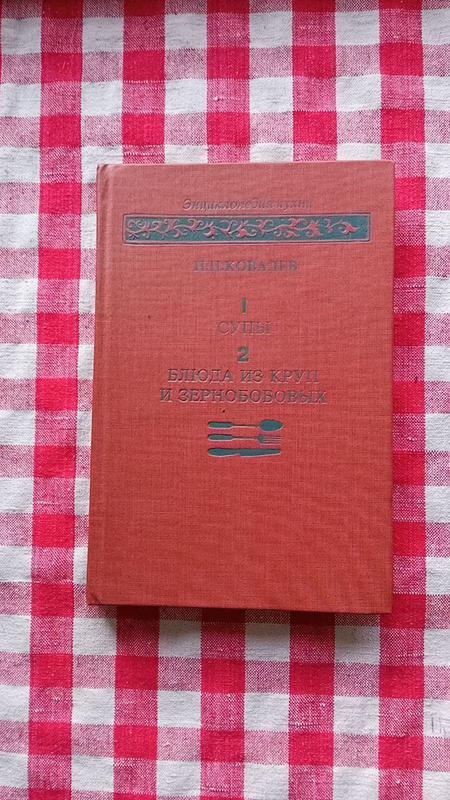 Энциклопедия кухни
Н.И.КОВАЛЕВ
1
СУПЫ
2
БЛЮДА ИЗ КРУП
И ЗЕРНОБОБОВЫХ